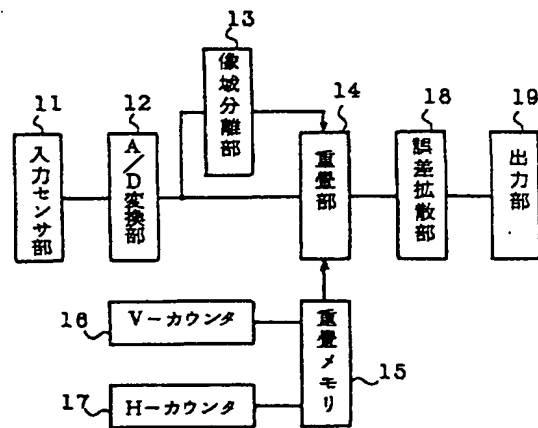 13
像域分離部
11
12
14
18
19
入力センサ部
A/D変換部
重畳部
誤差拡散部
出力部
16
V-カウンタ
重畳メモリ
15
17
H-カウンタ